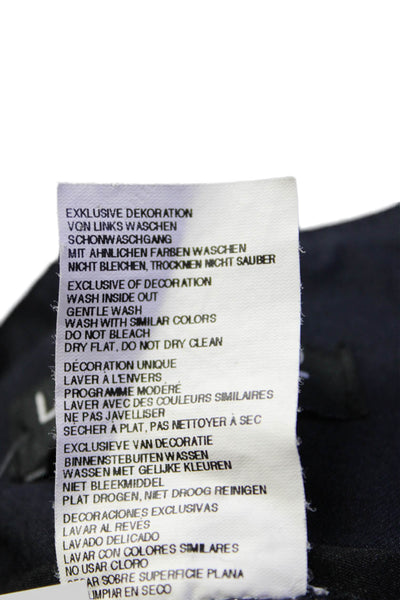 EXKLUSIVE DEKORATION
VON LINKS WASCHEN
SCHONWASCHGANG
MIT ÄHNLICHEN FARBEN WASCHEN
NICHT BLEICHEN, TROCKNEN NICHT SAUBER
EXCLUSIVE OF DECORATION
WASH INSIDE OUT
GENTLE WASH
WASH WITH SIMILAR COLORS
DO NOT BLEACH
DRY FLAT, DO NOT DRY CLEAN
DÉCORATION UNIQUE
LAVER À L'ENVERS
PROGRAMME MODERÉ
LAVER AVEC DES COULEURS SIMILAIRES
NE PAS JAVELLISER
SÉCHER À PLAT, PAS NETTOYER À SEC
EXCLUSIEVE VAN DECORATIE
BINNENSTEBUITEN WASSEN
WASSEN MET GELIJKE KLEUREN
NIET BLEEKMIDDEL
PLAT DROGEN, NIET DROOG REINIGEN
DECORACIONES EXCLUSIVAS
LAVAR AL REVÉS
LAVADO DELICADO
LAVAR CON COLORES SIMILARES
NO USAR CLORO
SOBRE SUPERFICIE PLANA
LIMPIAR EN SECO